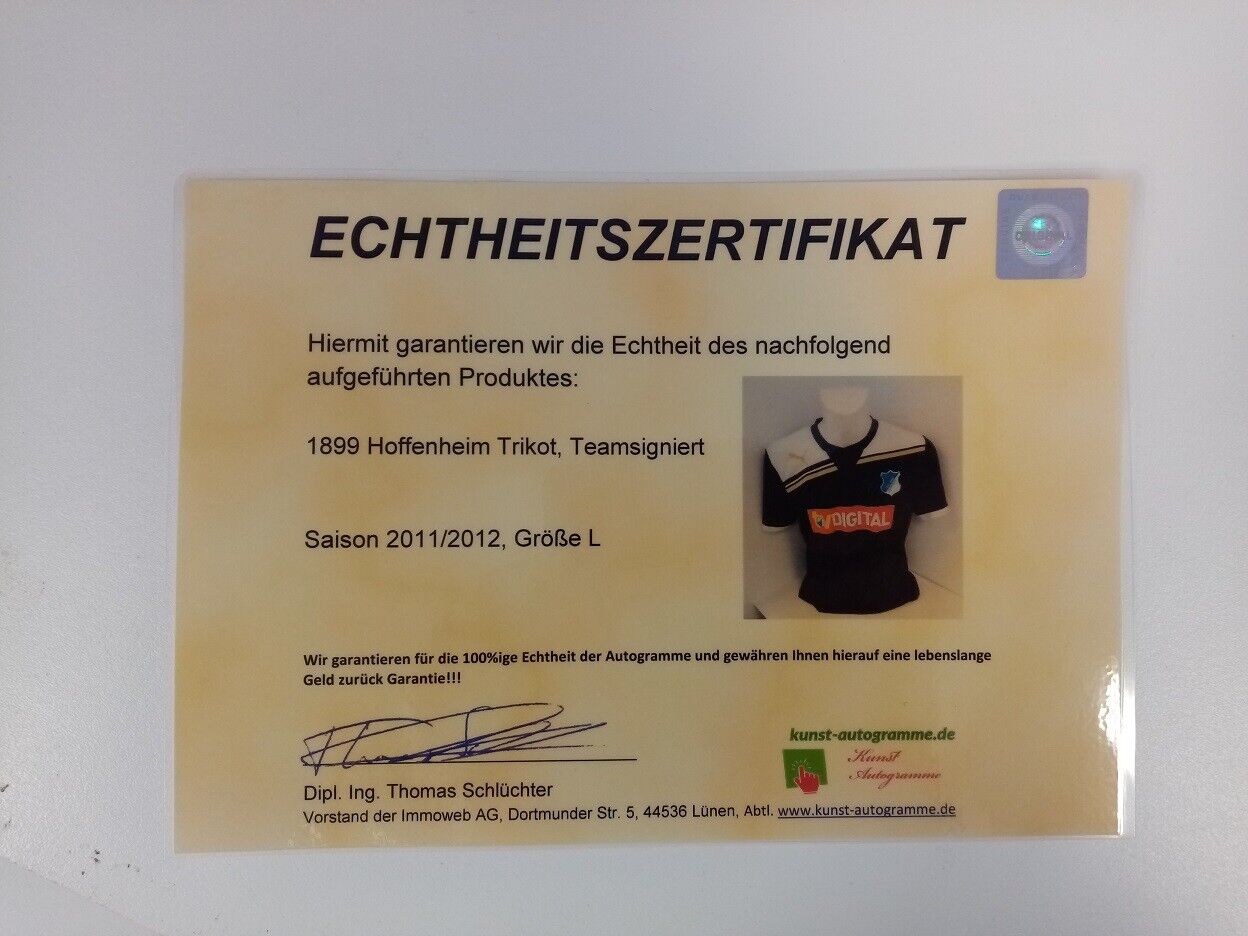 ECHTHEITSZERTIFIKAT
Hiermit garantieren wir die Echtheit des nachfolgend
aufgeführten Produktes:
1899 Hoffenheim Trikot, Teamsigniert
Saison 2011/2012, Größe L
DIGITAL
Wir garantieren für die 100%ige Echtheit der Autogramme und gewähren Ihnen hierauf eine lebenslange
Geld zurück Garantie!!!
kunst-autogramme.de
Kunst
Autogramme
Dipl. Ing. Thomas Schlüchter
Vorstand der Immoweb AG, Dortmunder Str. 5, 44536 Lünen, Abtl. www.kunst-autogramme.de